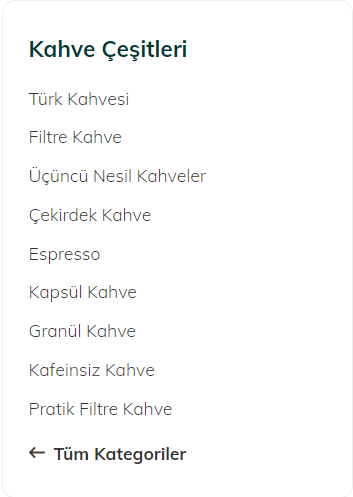 Kahve Çeşitleri
Türk Kahvesi
Filtre Kahve
Üçüncü Nesil Kahveler
Çekirdek Kahve
Espresso
Kapsül Kahve
Granül Kahve
Kafeinsiz Kahve
Pratik Filtre Kahve
← Tüm Kategoriler